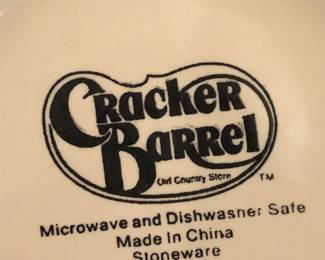 Cracker
Barrel
Old Country Store TM
Microwave and Dishwasher Safe
Made In China
Stoneware